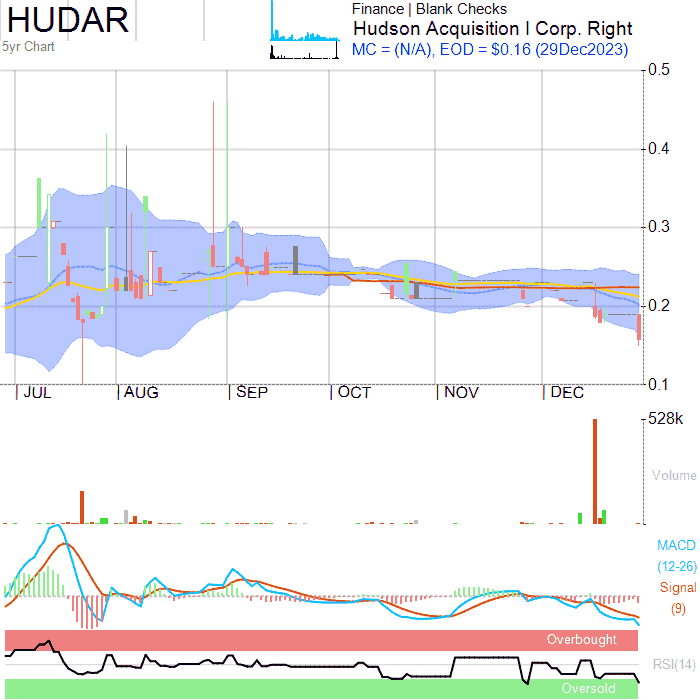 HUDAR
5yr Chart
Finance | Blank Checks
Hudson Acquisition I Corp. Right
MC = (N/A), EOD = $0.16 (29Dec2023)
0.5
0.4
0.3
0.2
0.1
JUL AUG SEP OCT NOV DEC
528k
Volume
MACD
(12-26)
Signal
(9)
Overbought
RSI(14)
Oversold